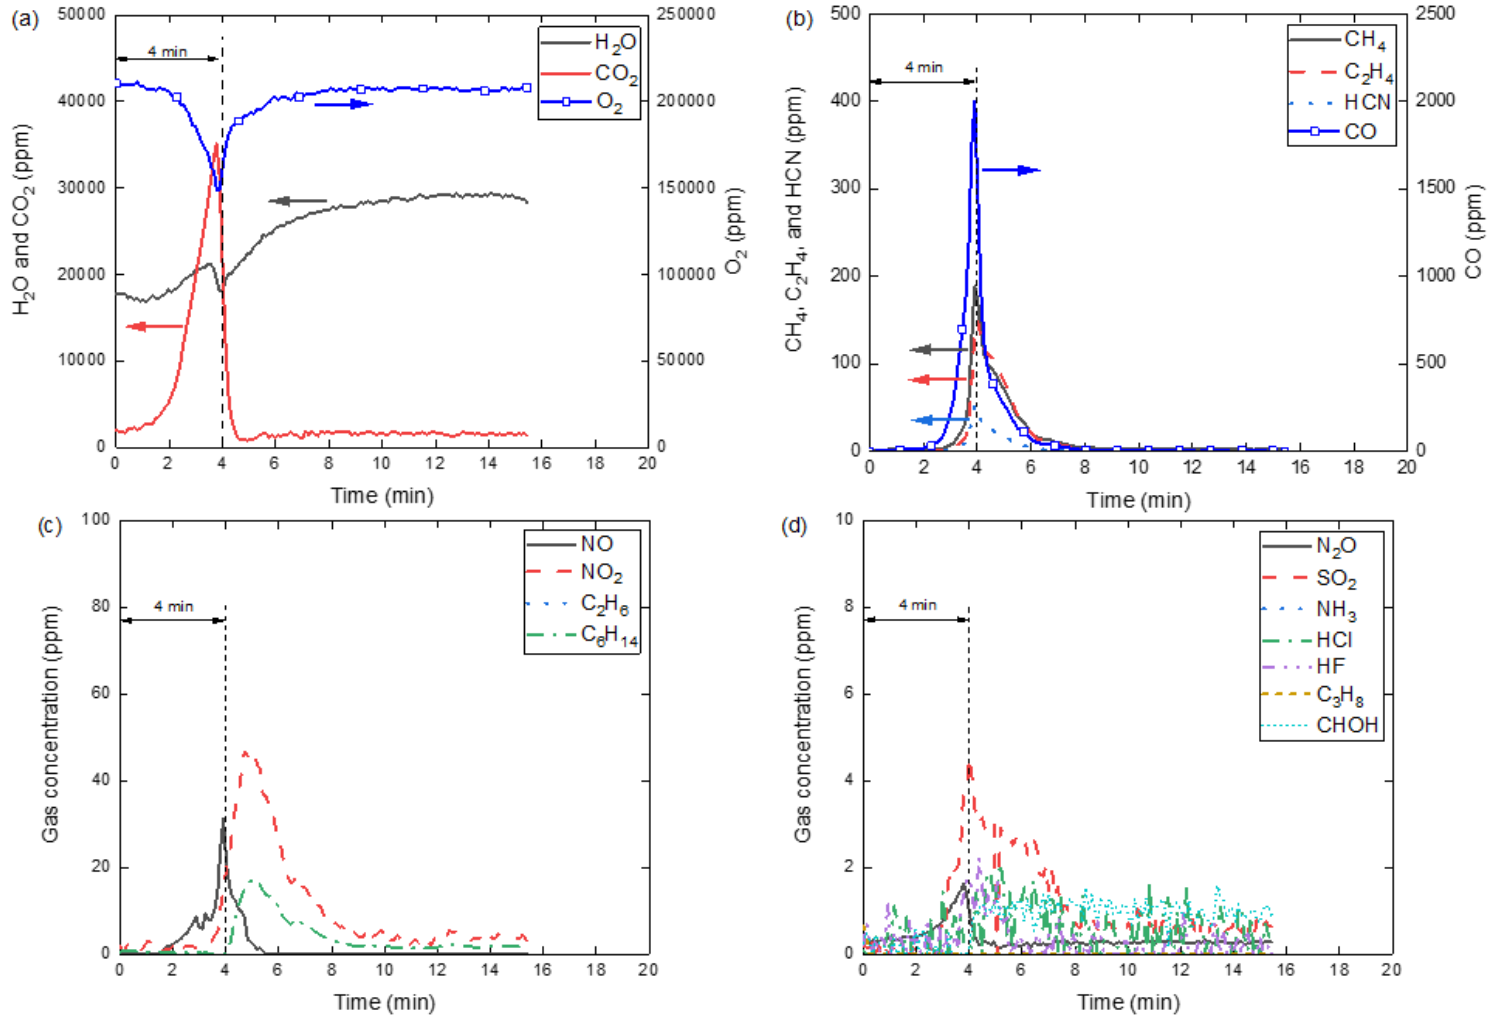 (a)
50000
40000
30000
20000
10000
0
H₂O and CO₂ (ppm)
250000
200000
150000
100000
50000
0
O₂ (ppm)
4 min
H₂O
CO₂
O₂
0 2 4 6 8 10 12 14 16 18 20
Time (min)
(b)
500
400
300
200
100
0
CH₄, C₂H₄, and HCN (ppm)
2500
2000
1500
1000
500
0
CO (ppm)
4 min
CH₄
C₂H₄
HCN
CO
0 2 4 6 8 10 12 14 16 18 20
Time (min)
(c)
100
80
60
40
20
0
Gas concentration (ppm)
4 min
NO
NO₂
C₂H₆
C₆H₁₄
0 2 4 6 8 10 12 14 16 18 20
Time (min)
(d)
10
8
6
4
2
0
Gas concentration (ppm)
4 min
N₂O
SO₂
NH₃
HCl
HF
C₃H₈
CHOH
0 2 4 6 8 10 12 14 16 18 20
Time (min)